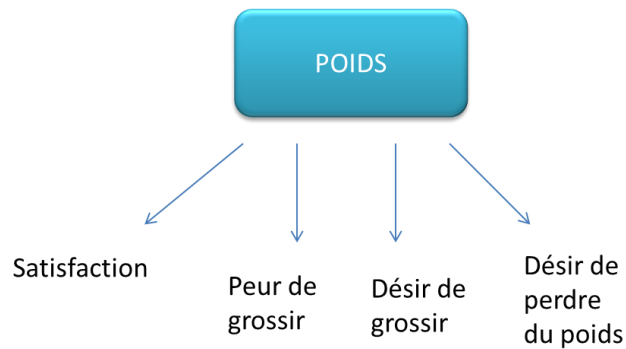 POIDS
Satisfaction
Peur de
grossir
Désir de
grossir
Désir de
perdre
du poids